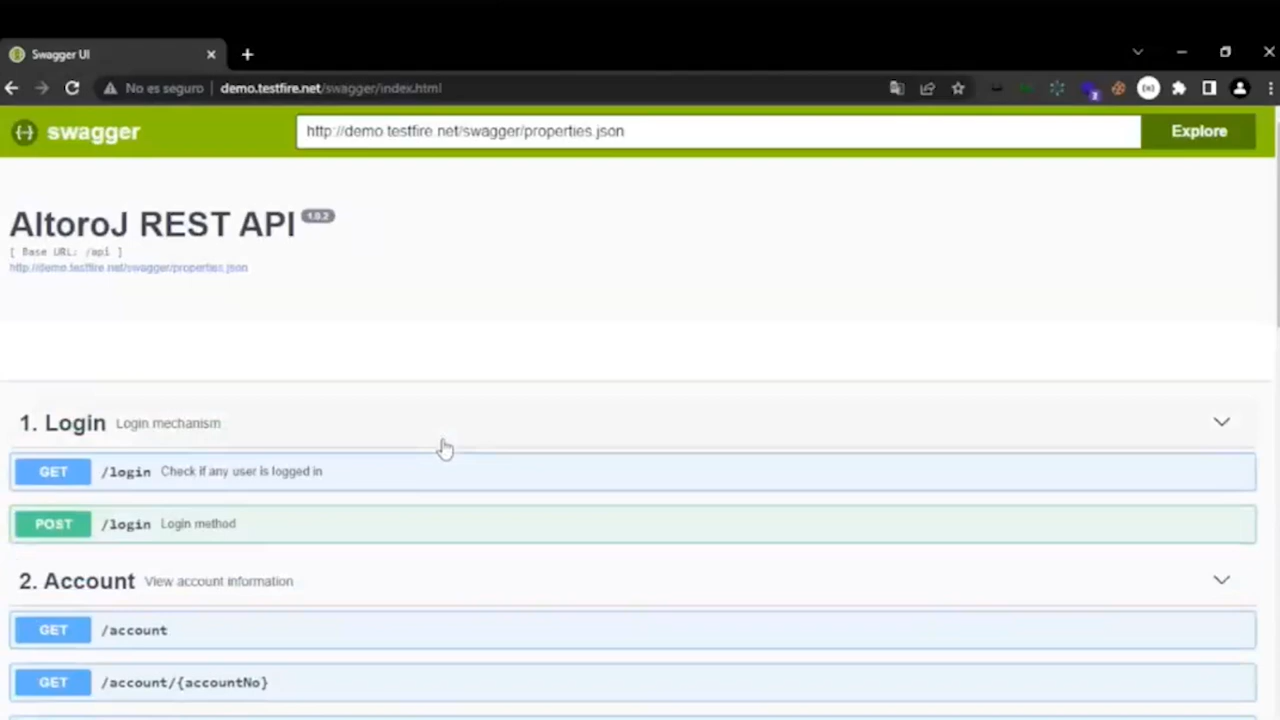 Swagger UI
No es seguro demo.testfire.net/swagger/index.html
swagger http://demo.testfire.net/swagger/properties.json Explore
AltoroJ REST API 1.0.2
[ Base URL: /api ]
http://demo.testfire.net/swagger/properties.json
1. Login Login mechanism
GET /login Check if any user is logged in
POST /login Login method
2. Account View account information
GET /account
GET /account/{accountNo}